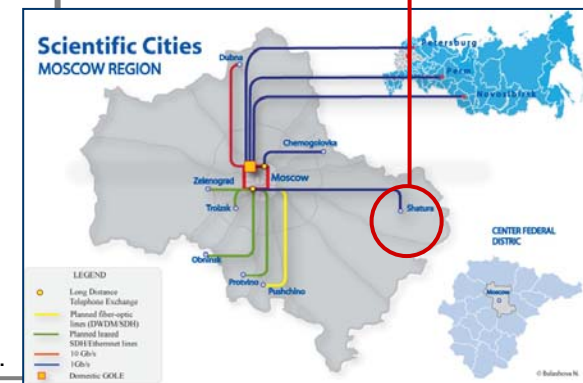 Scientific Cities
MOSCOW REGION
Dubna
Petersburg
Perm
Novosibirsk
Chernogolovka
Moscow
Zelenograd
Troizsk
Shatura
Obninsk
Protvino
Pushchino
CENTER FEDERAL
DISTRIC
Moscow
LEGEND
Long Distance
Telephone Exchange
Planned fiber-optic
lines (DWDM/SDH)
Planned leased
SDH/Ethernet lines
10 Gb/s
1Gb/s
Domestic GOLE
© Balashova N.